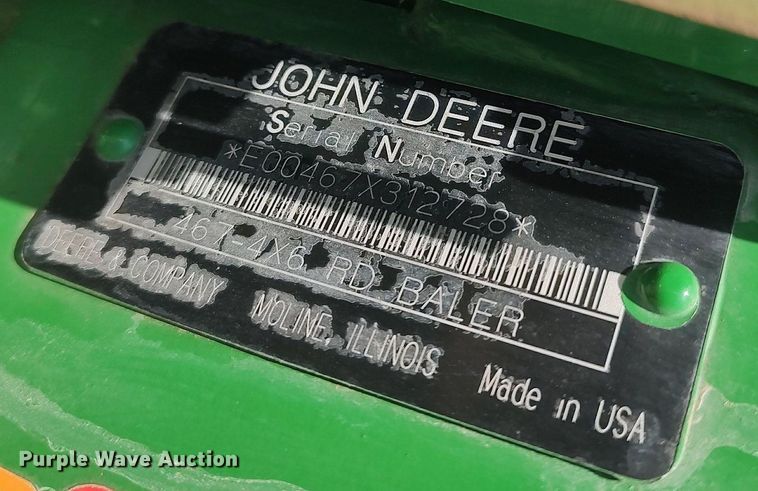 JOHN DEERE
Serial Number
*E00467X312728*
467-4X6 RD BALER
DEERE & COMPANY MOLINE, ILLINOIS Made in USA
Purple Wave Auction